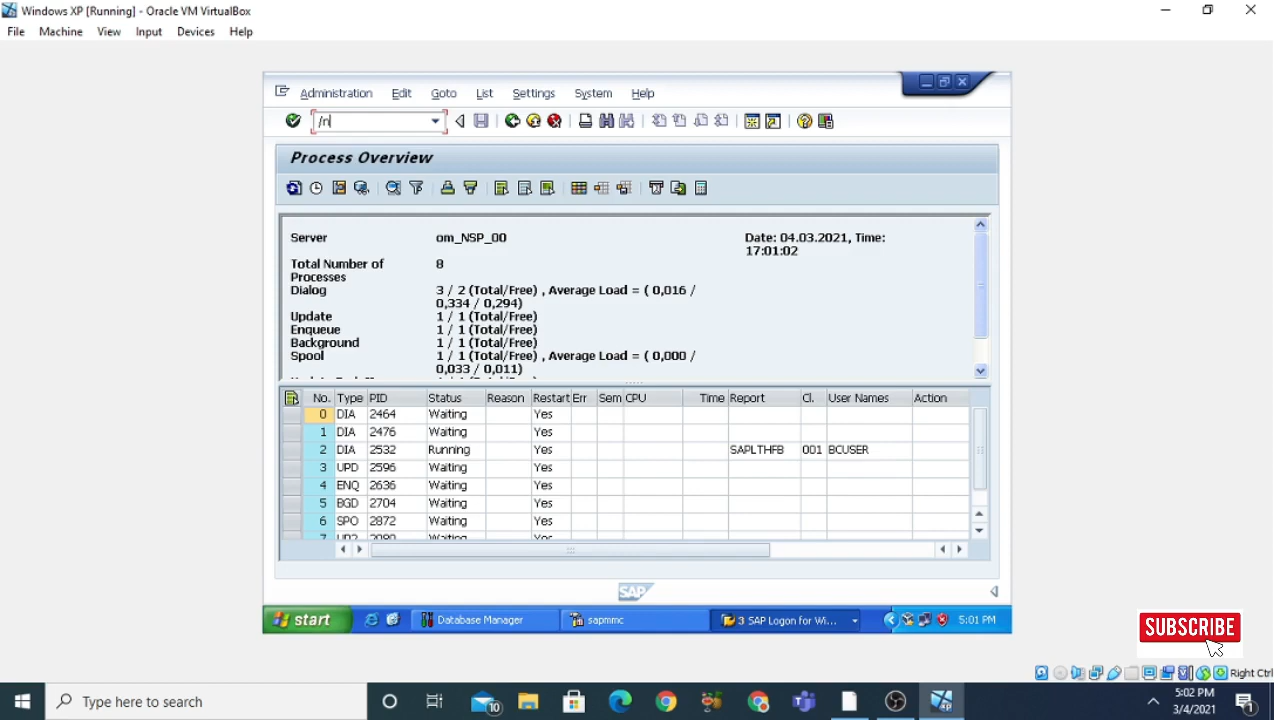 Windows XP [Running] - Oracle VM VirtualBox
File Machine View Input Devices Help
Administration Edit Goto List Settings System Help
/n
Process Overview
Server om_NSP_00 Date: 04.03.2021, Time:
17:01:02
Total Number of 8
Processes
Dialog 3 / 2 (Total/Free) , Average Load = ( 0,016 /
0,334 / 0,294)
Update 1 / 1 (Total/Free)
Enqueue 1 / 1 (Total/Free)
Background 1 / 1 (Total/Free)
Spool 1 / 1 (Total/Free) , Average Load = ( 0,000 /
0,033 / 0,011)
No. Type PID Status Reason Restart Err Sem CPU Time Report Cl. User Names Action
0 DIA 2464 Waiting Yes
1 DIA 2476 Waiting Yes
2 DIA 2532 Running Yes SAPLTHFB 001 BCUSER
3 UPD 2596 Waiting Yes
4 ENQ 2636 Waiting Yes
5 BGD 2704 Waiting Yes
6 SPO 2872 Waiting Yes
7 UP2 Waiting Yes
SAP
start Database Manager sapmmc 3 SAP Logon for Wi... 5:01 PM
SUBSCRIBE
Right Ctrl
Type here to search 10 5:02 PM
3/4/2021 1